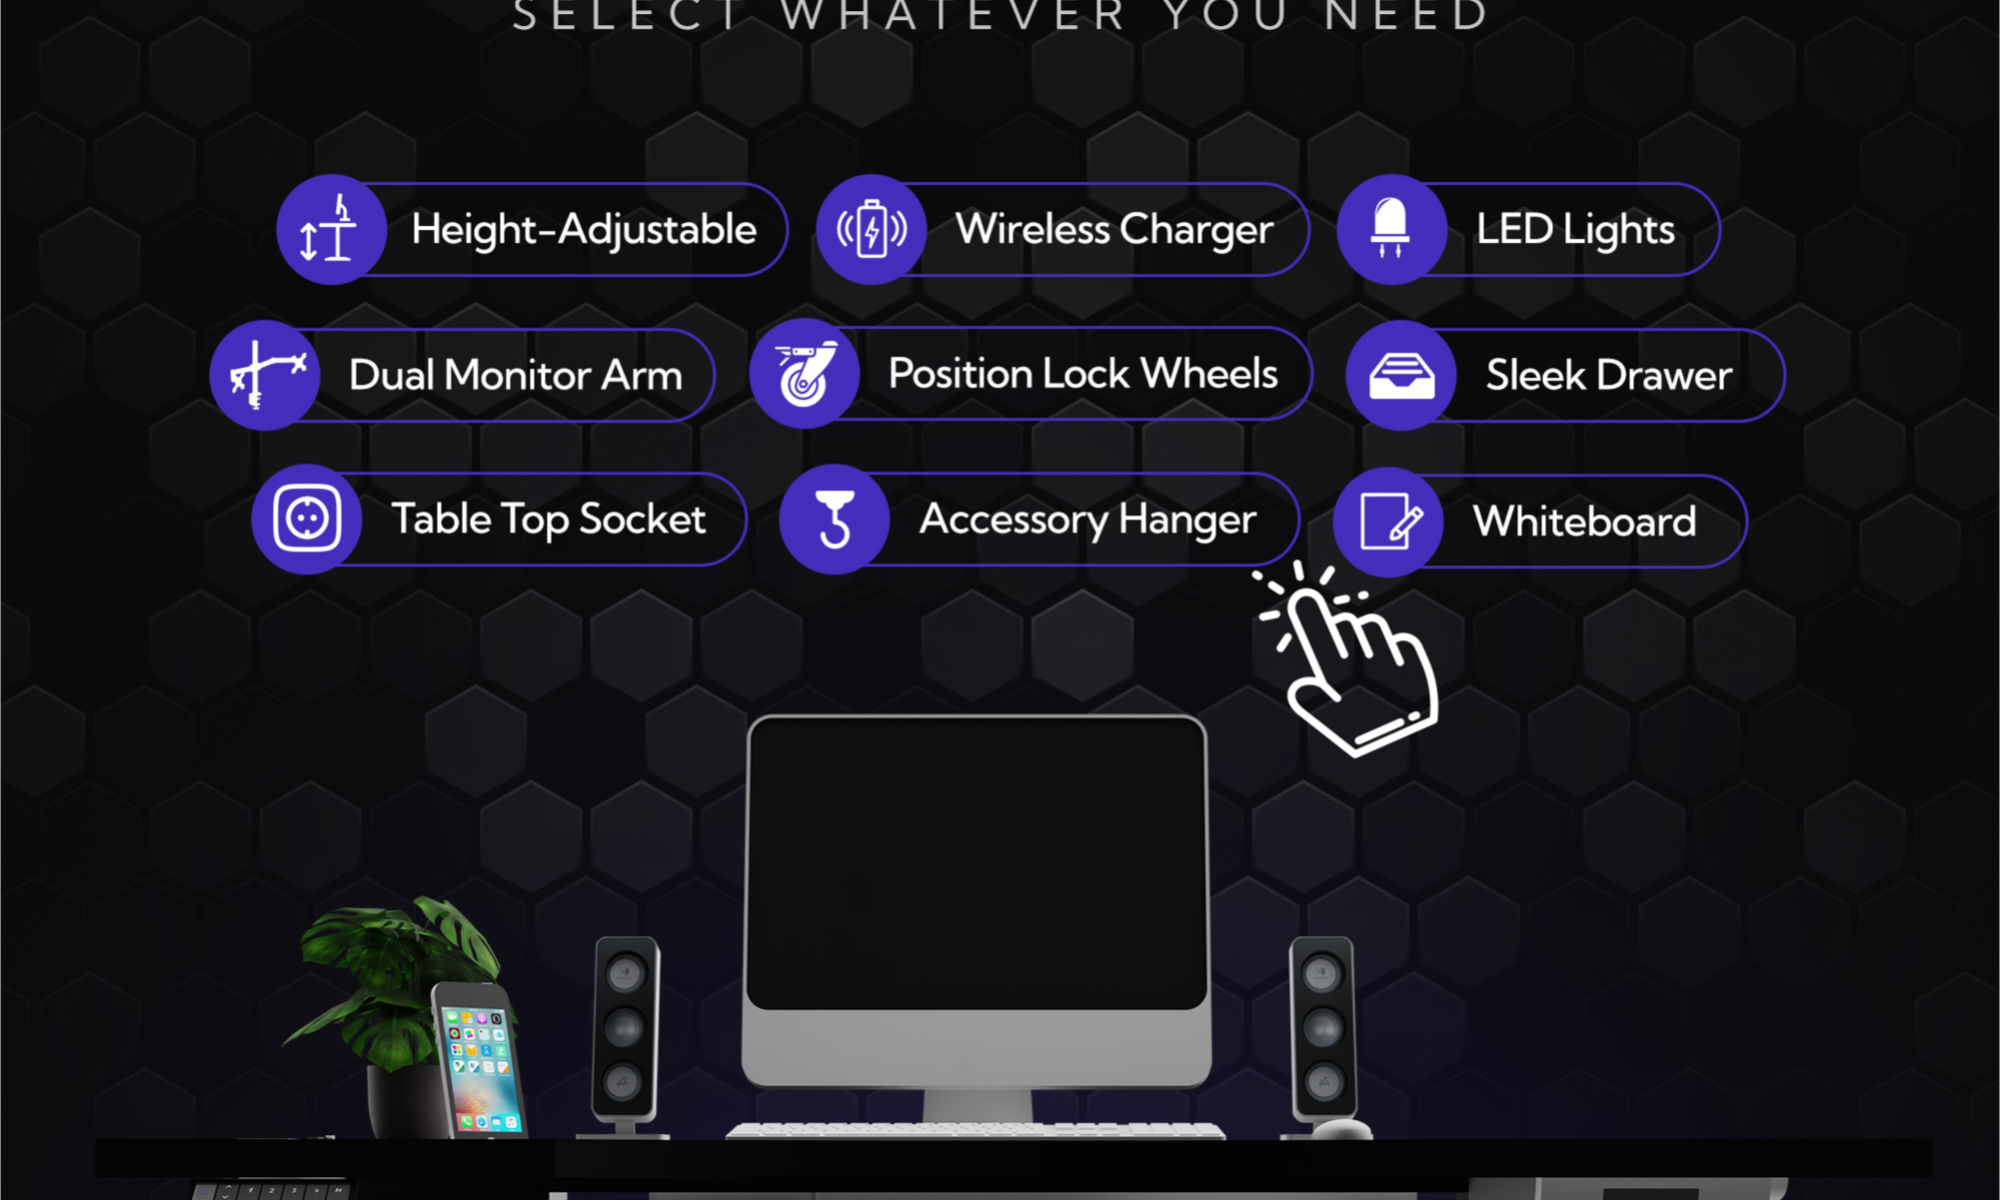 SELECT WHATEVER YOU NEED
Height-Adjustable
Wireless Charger
LED Lights
Dual Monitor Arm
Position Lock Wheels
Sleek Drawer
Table Top Socket
Accessory Hanger
Whiteboard